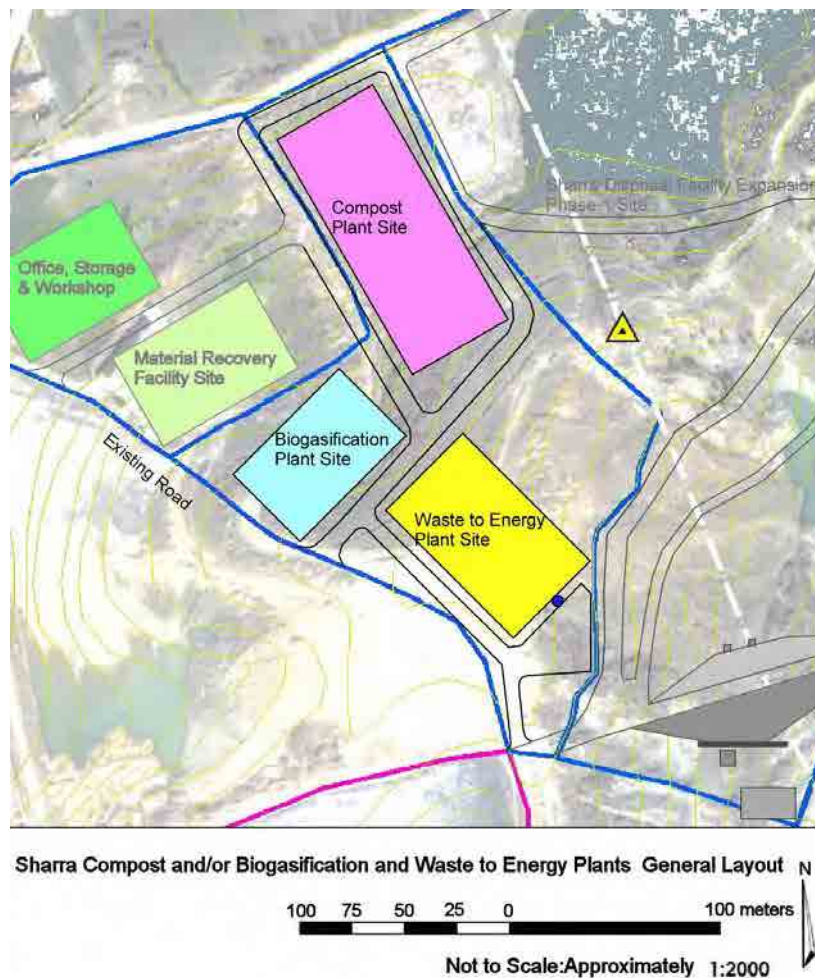 Compost
Plant Site
Sharra Disposal Facility Expansion
Phase-1 Site
Office, Storage
& Workshop
Material Recovery
Facility Site
Biogasification
Plant Site
Existing Road
Waste to Energy
Plant Site
Sharra Compost and/or Biogasification and Waste to Energy Plants General Layout
N
100 75 50 25 0 100 meters
Not to Scale:Approximately 1:2000